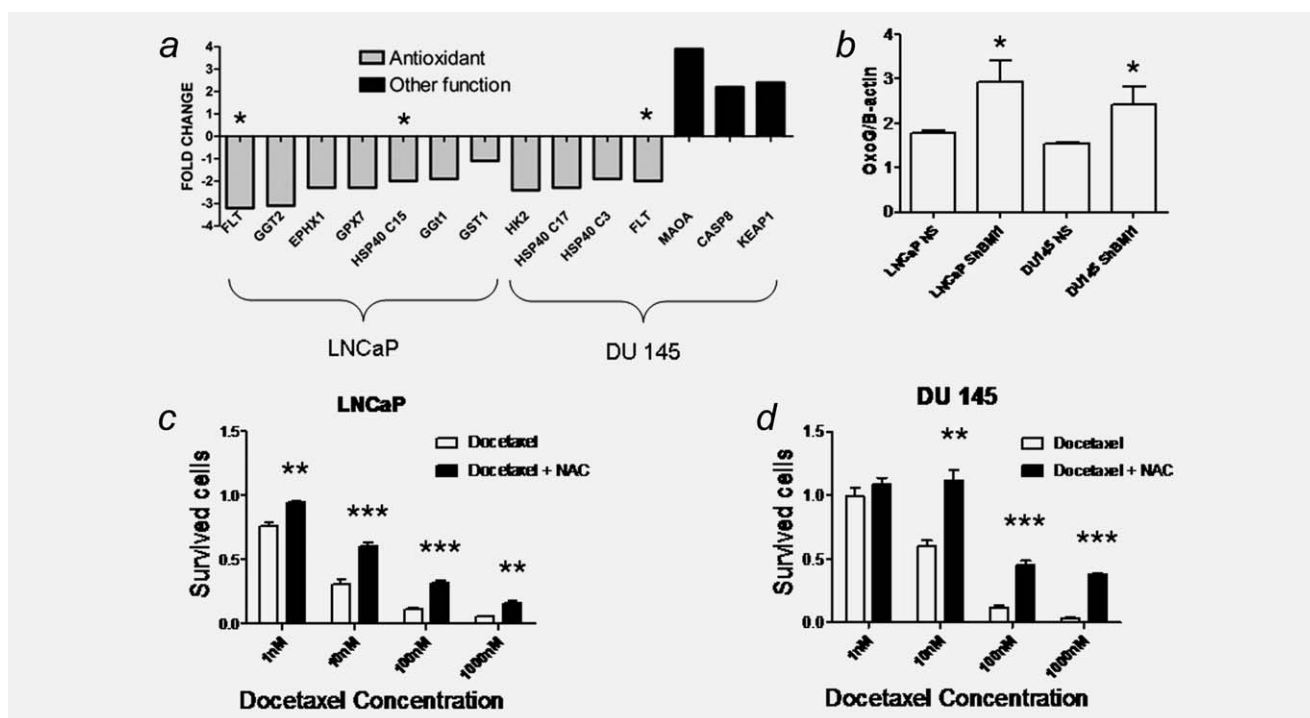 a
4
3
2
1
0
-1
-2
-3
-4
FOLD CHANGE
Antioxidant
Other function
*
*
*
FLT
GGT2
EPHX1
GPX7
HSP40 C15
GGt1
GST1
HK2
HSP40 C17
HSP40 C3
FLT
MAOA
CASP8
KEAP1
LNCaP
DU 145
b
4
3
2
1
0
OxoG/B-actin
*
*
LNCaP NS
LNCaP ShBMI1
DU145 NS
DU145 ShBMI1
c
LNCaP
1.5
1.0
0.5
0.0
Survived cells
Docetaxel
Docetaxel + NAC
**
***
***
**
1nM
10nM
100nM
1000nM
Docetaxel Concentration
d
DU 145
1.5
1.0
0.5
0.0
Survived cells
Docetaxel
Docetaxel + NAC
**
***
***
1nM
10nM
100nM
1000nM
Docetaxel Concentration